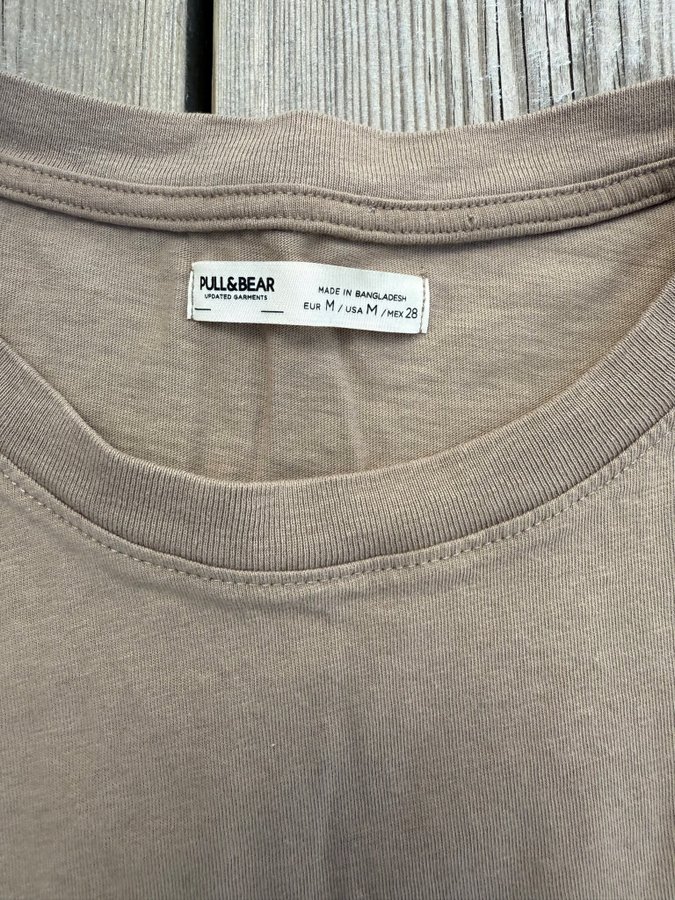 PULL&BEAR
UPDATED GARMENTS
MADE IN BANGLADESH
EUR M / USA M / MEX 28